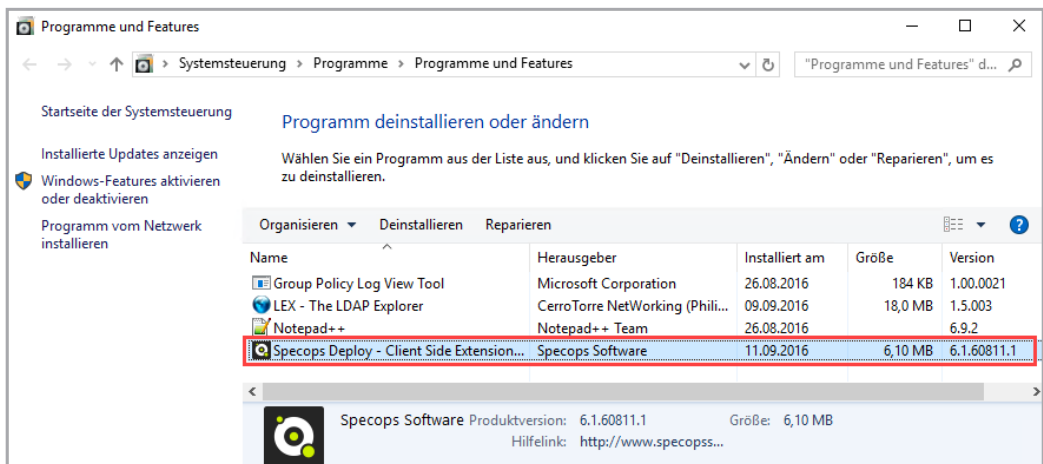 Programme und Features
Systemsteuerung > Programme > Programme und Features
"Programme und Features" d...
Startseite der Systemsteuerung
Installierte Updates anzeigen
Windows-Features aktivieren
oder deaktivieren
Programm vom Netzwerk
installieren
Programm deinstallieren oder ändern
Wählen Sie ein Programm aus der Liste aus, und klicken Sie auf "Deinstallieren", "Ändern" oder "Reparieren", um es
zu deinstallieren.
Organisieren Deinstallieren Reparieren
Name Herausgeber Installiert am Größe Version
Group Policy Log View Tool Microsoft Corporation 26.08.2016 184 KB 1.00.0021
LEX - The LDAP Explorer CerroTorre NetWorking (Phili... 09.09.2016 18,0 MB 1.5.003
Notepad++ Notepad++ Team 26.08.2016 6.9.2
Specops Deploy - Client Side Extension... Specops Software 11.09.2016 6,10 MB 6.1.60811.1
Specops Software Produktversion: 6.1.60811.1 Größe: 6,10 MB
Hilfelink: http://www.specopss...